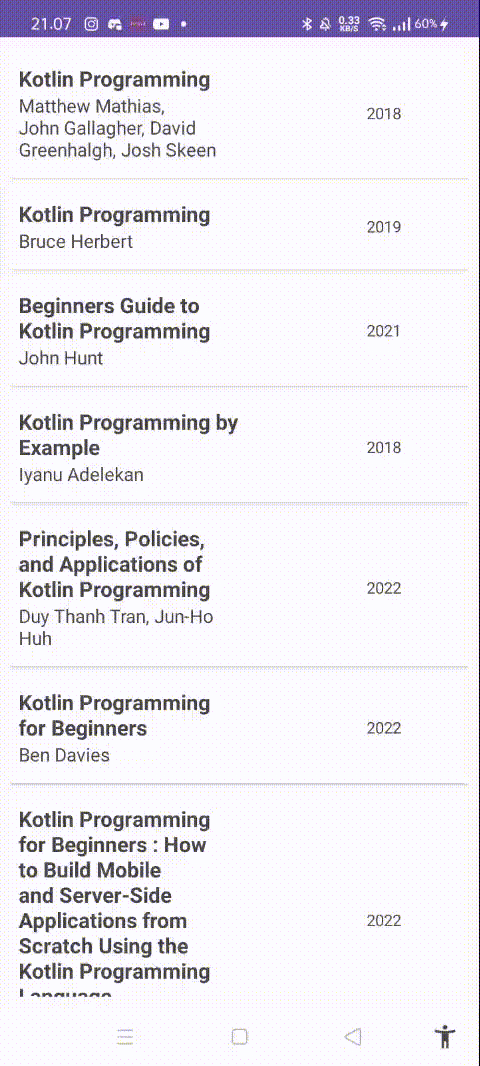 21.07
0.33
KB/S
60%
Kotlin Programming
Matthew Mathias,
John Gallagher, David
Greenhalgh, Josh Skeen
2018
Kotlin Programming
Bruce Herbert
2019
Beginners Guide to
Kotlin Programming
John Hunt
2021
Kotlin Programming by
Example
Iyanu Adelekan
2018
Principles, Policies,
and Applications of
Kotlin Programming
Duy Thanh Tran, Jun-Ho
Huh
2022
Kotlin Programming
for Beginners
Ben Davies
2022
Kotlin Programming
for Beginners : How
to Build Mobile
and Server-Side
Applications from
Scratch Using the
Kotlin Programming
Language
2022